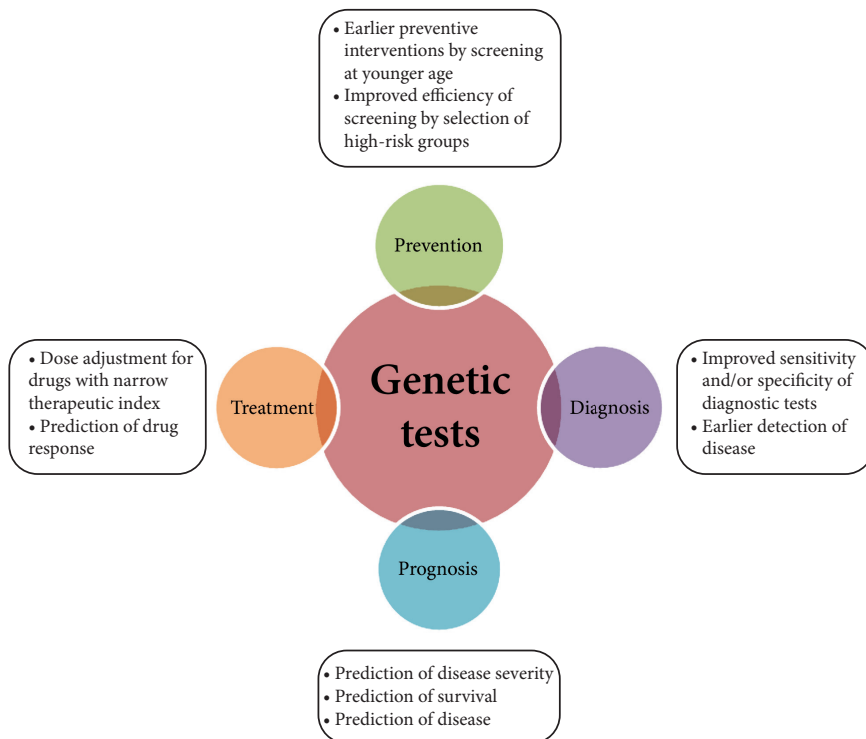 • Earlier preventive
interventions by screening
at younger age
• Improved efficiency of
screening by selection of
high-risk groups
Prevention
• Dose adjustment for
drugs with narrow
therapeutic index
• Prediction of drug
response
Treatment
Genetic
tests
Diagnosis
• Improved sensitivity
and/or specificity of
diagnostic tests
• Earlier detection of
disease
Prognosis
• Prediction of disease severity
• Prediction of survival
• Prediction of disease